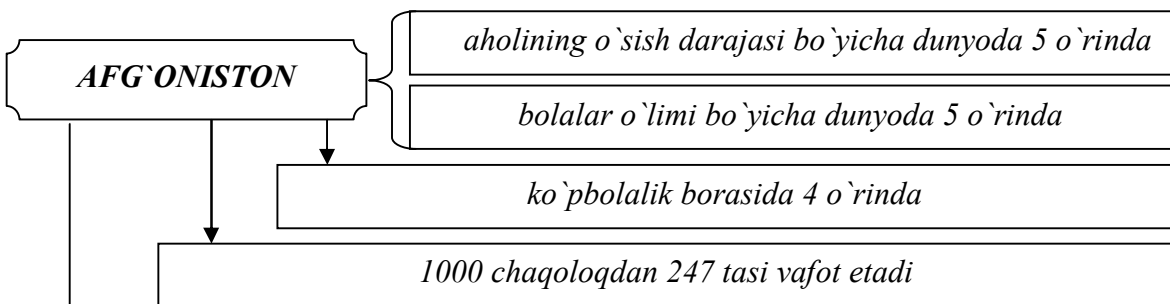 aholining o`sish darajasi bo`yicha dunyoda 5 o`rinda
AFG`ONISTON
bolalar o`limi bo`yicha dunyoda 5 o`rinda
ko`pbolalik borasida 4 o`rinda
1000 chaqoloqdan 247 tasi vafot etadi